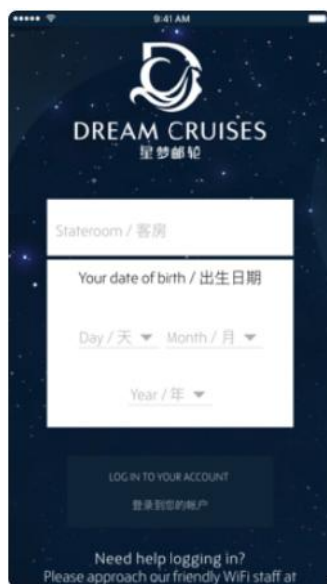 9:41 AM
DREAM CRUISES
星梦邮轮
Stateroom / 客房
Your date of birth / 出生日期
Day / 天 Month / 月
Year / 年
LOG IN TO YOUR ACCOUNT
登录到您的帐户
Need help logging in?
Please approach our friendly WiFi staff at